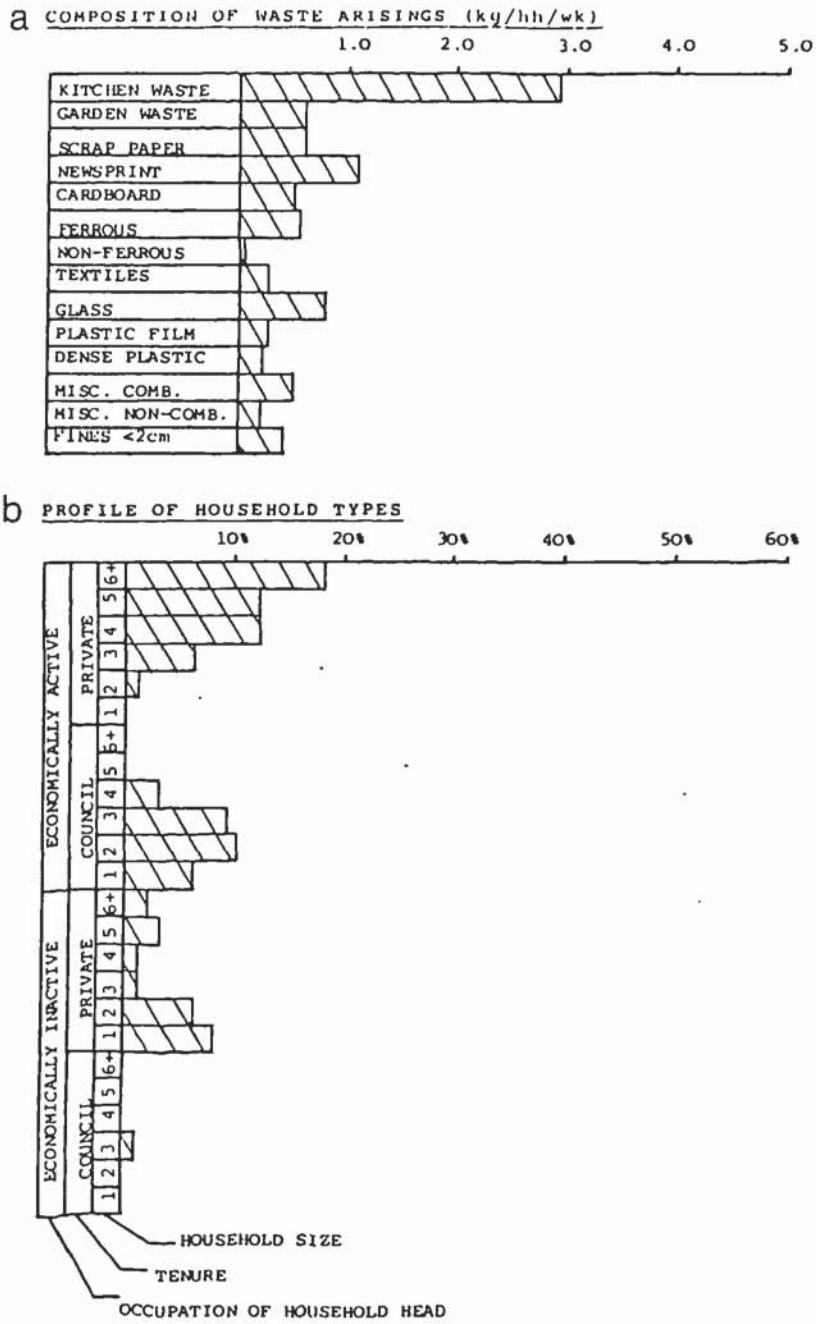 a COMPOSITION OF WASTE ARISINGS (kg/hh/wk)
1.0 2.0 3.0 4.0 5.0
KITCHEN WASTE
GARDEN WASTE
SCRAP PAPER
NEWSPRINT
CARDBOARD
FERROUS
NON-FERROUS
TEXTILES
GLASS
PLASTIC FILM
DENSE PLASTIC
MISC. COMB.
MISC. NON-COMB.
FINES <2cm
b PROFILE OF HOUSEHOLD TYPES
10% 20% 30% 40% 50% 60%
ECONOMICALLY ACTIVE
PRIVATE
6+
5
4
3
2
1
COUNCIL
6+
5
4
3
2
1
ECONOMICALLY INACTIVE
PRIVATE
6+
5
4
3
2
1
COUNCIL
6+
5
4
3
2
1
HOUSEHOLD SIZE
TENURE
OCCUPATION OF HOUSEHOLD HEAD